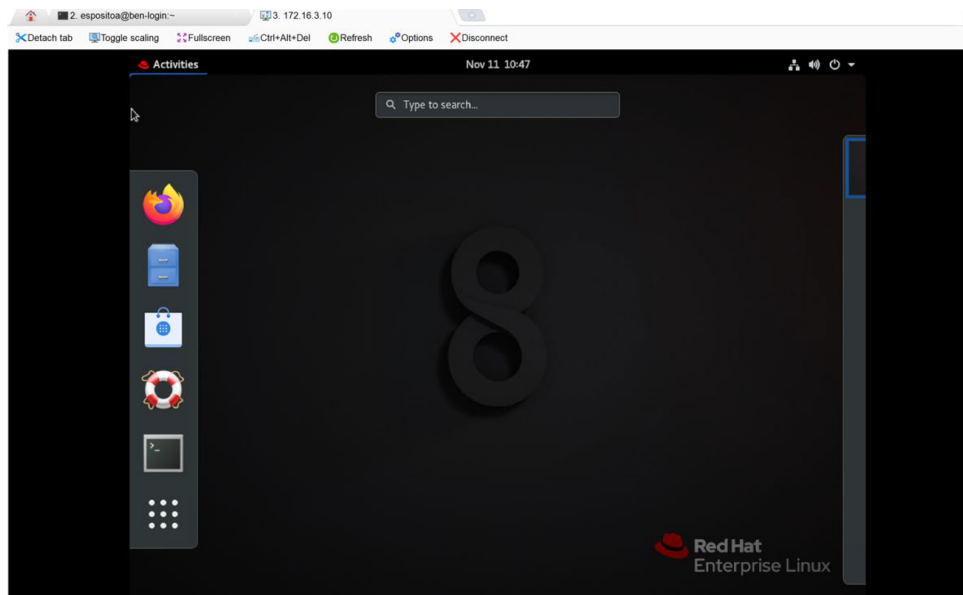 2. espositoa@ben-login:~
3. 172.16.3.10
Detach tab Toggle scaling Fullscreen Ctrl+Alt+Del Refresh Options Disconnect
Activities
Nov 11 10:47
Type to search...
>_
8
Red Hat
Enterprise Linux